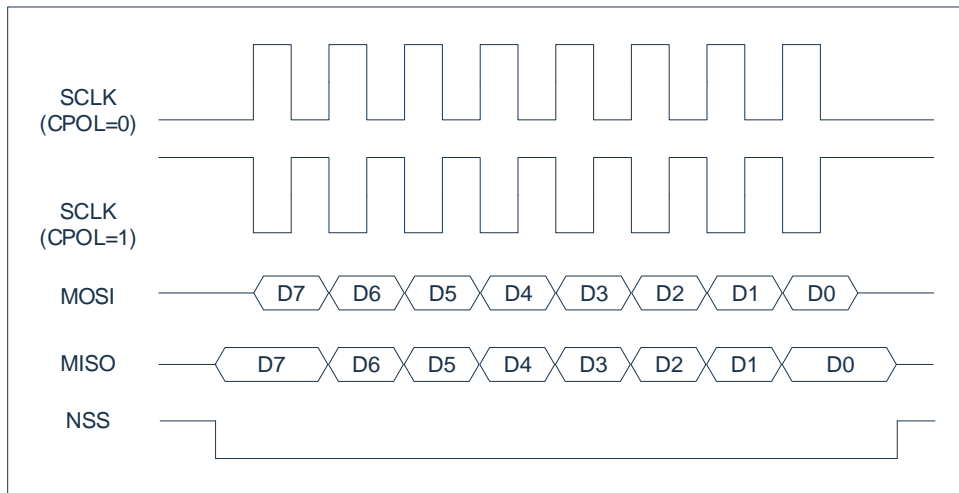 SCLK
(CPOL=0)
SCLK
(CPOL=1)
MOSI D7 D6 D5 D4 D3 D2 D1 D0
MISO D7 D6 D5 D4 D3 D2 D1 D0
NSS